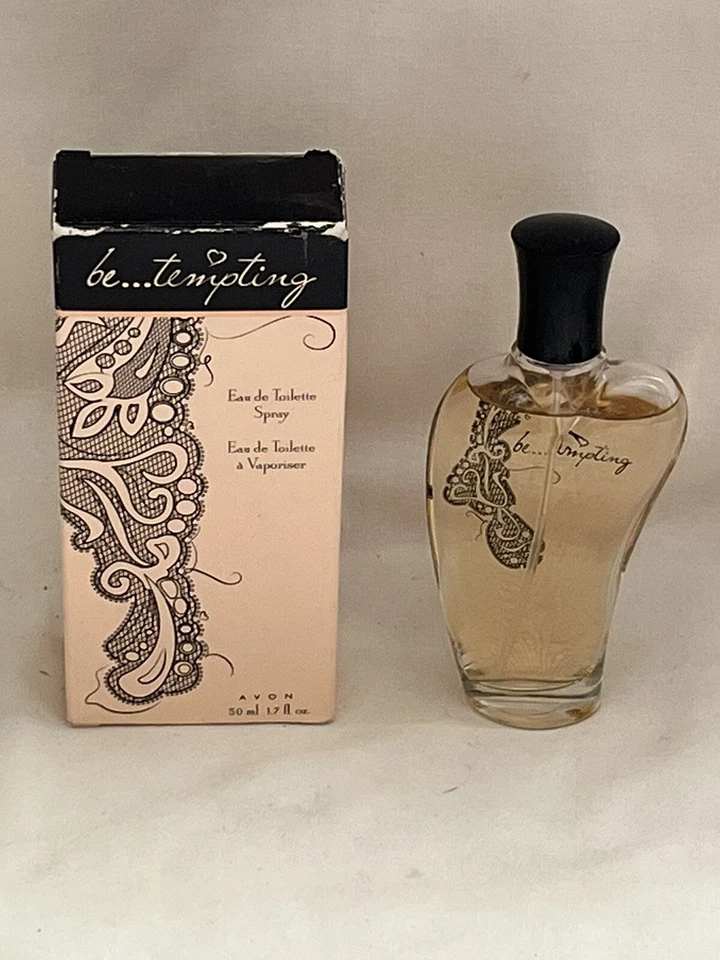 be...tempting
Eau de Toilette
Spray
Eau de Toilette
à Vaporiser
AVON
50 ml 1.7 fl. oz.
be...tempting